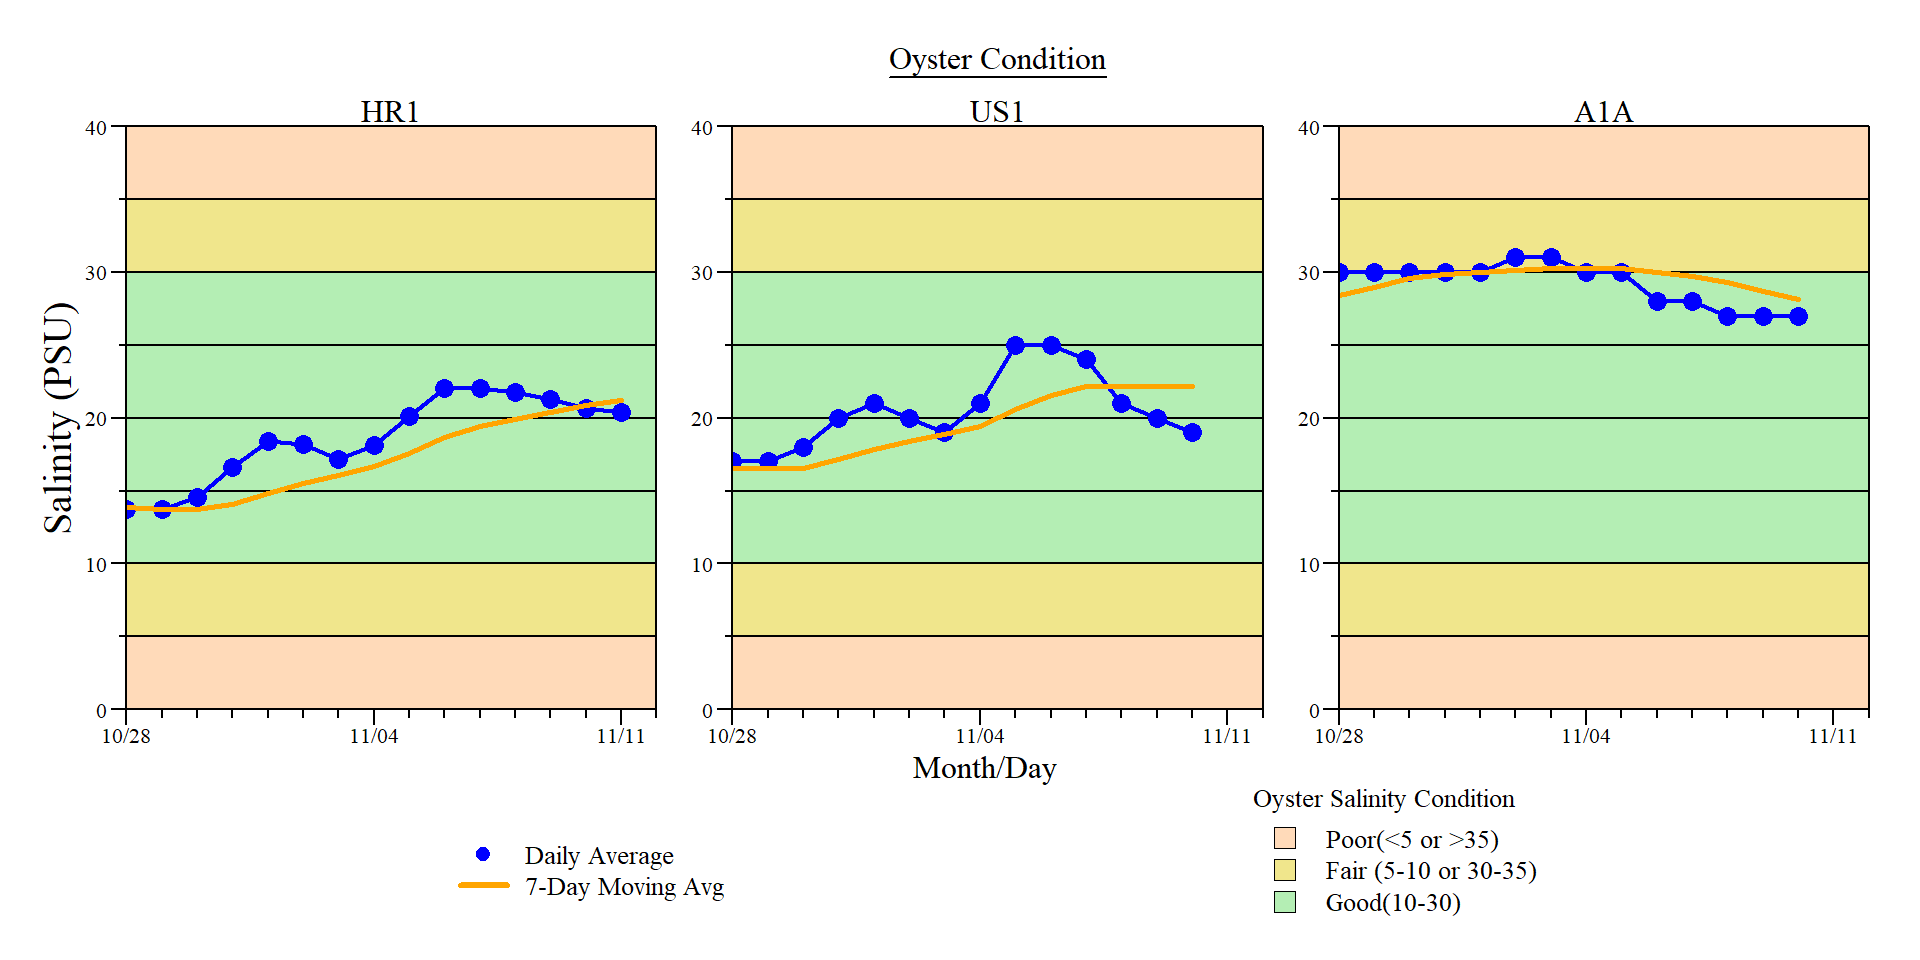 Oyster Condition
HR1
US1
A1A
40
30
20
10
0
40
30
20
10
0
40
30
20
10
0
Salinity (PSU)
10/28
11/04
11/11
10/28
11/04
11/11
10/28
11/04
11/11
Month/Day
Daily Average
7-Day Moving Avg
Oyster Salinity Condition
Poor(<5 or >35)
Fair (5-10 or 30-35)
Good(10-30)